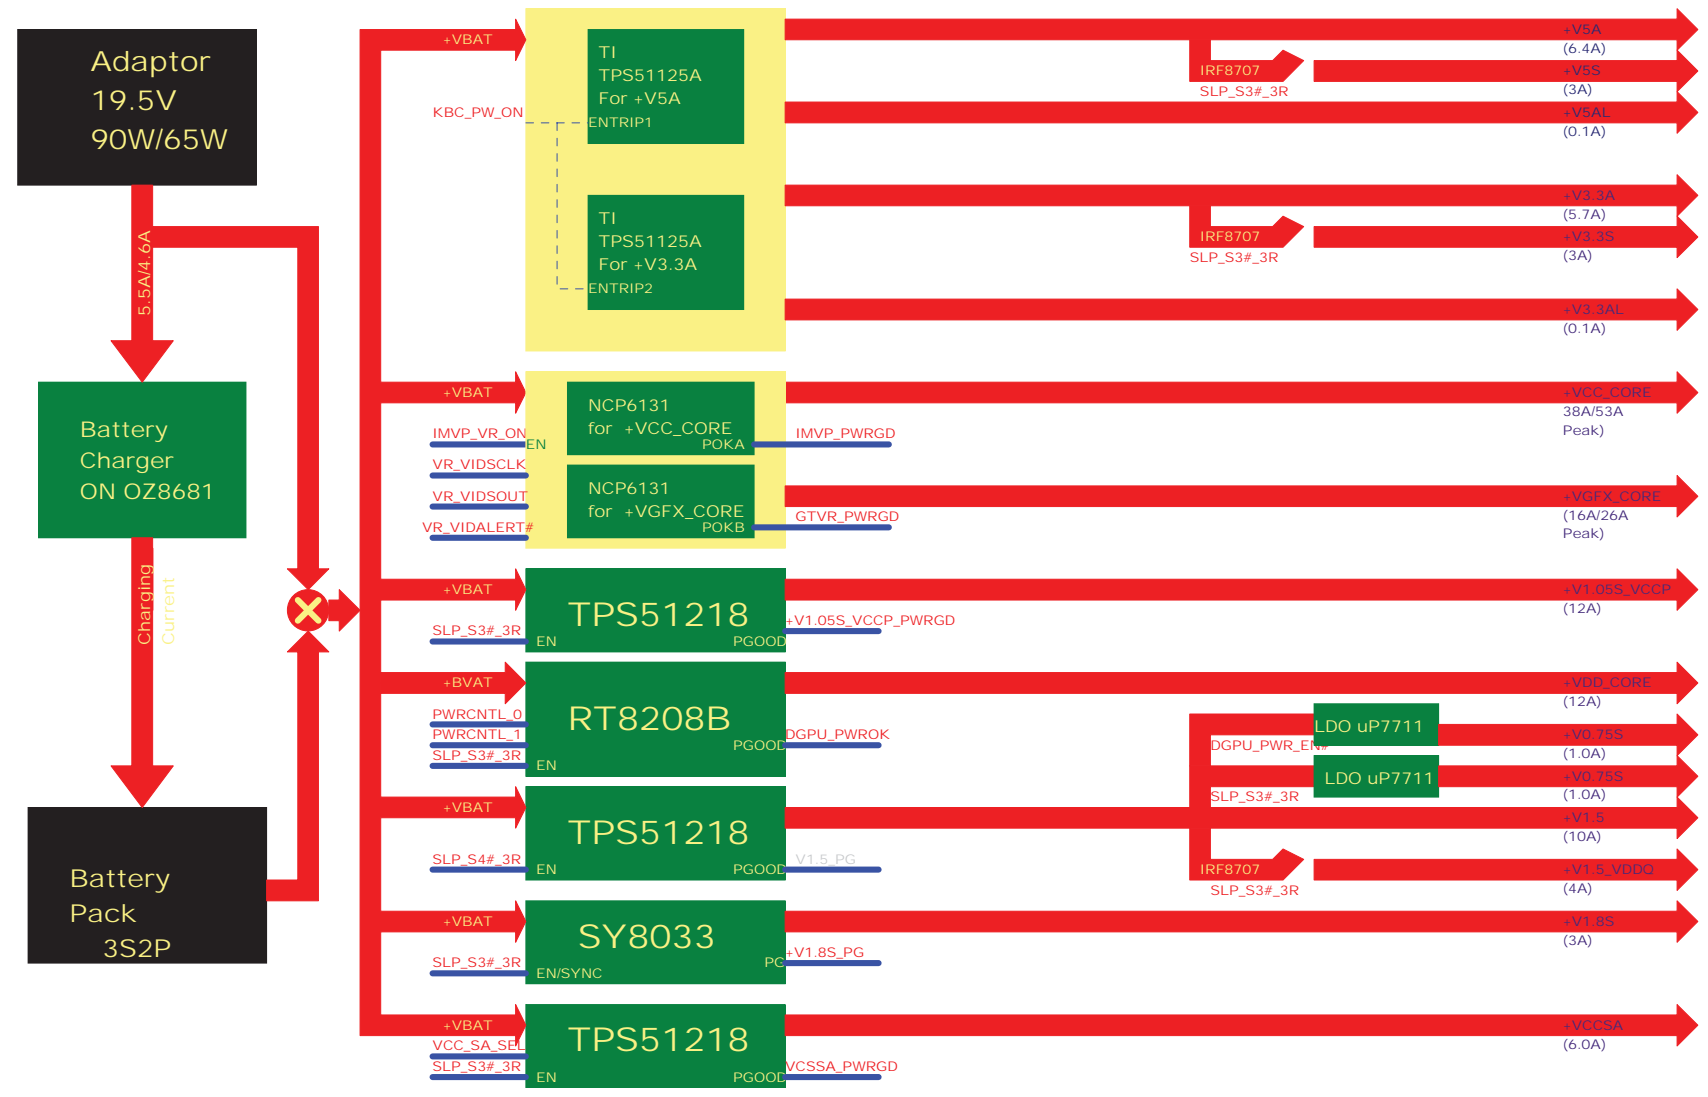 Adaptor
19.5V
90W/65W
5.5A/4.6A
Battery
Charger
ON OZ8681
Charging
Current
Battery
Pack
3S2P
+VBAT
KBC_PW_ON
TI
TPS51125A
For +V5A
ENTRIP1
TI
TPS51125A
For +V3.3A
ENTRIP2
+V5A
(6.4A)
IRF8707
SLP_S3#_3R
+V5S
(3A)
+V5AL
(0.1A)
+V3.3A
(5.7A)
IRF8707
SLP_S3#_3R
+V3.3S
(3A)
+V3.3AL
(0.1A)
+VBAT
IMVP_VR_ON
EN
VR_VIDSCLK
VR_VIDSOUT
VR_VIDALERT#
NCP6131
for +VCC_CORE
POKA
IMVP_PWRGD
NCP6131
for +VGFX_CORE
POKB
GTVR_PWRGD
+VCC_CORE
38A/53A
Peak)
+VGFX_CORE
(16A/26A
Peak)
+VBAT
SLP_S3#_3R
TPS51218
EN
PGOOD
+V1.05S_VCCP_PWRGD
+V1.05S_VCCP
(12A)
+BVAT
PWRCNTL_0
PWRCNTL_1
SLP_S3#_3R
RT8208B
EN
PGOOD
DGPU_PWROK
+VDD_CORE
(12A)
LDO uP7711
DGPU_PWR_EN#
+V0.75S
(1.0A)
LDO uP7711
SLP_S3#_3R
+V0.75S
(1.0A)
+VBAT
SLP_S4#_3R
TPS51218
EN
PGOOD
V1.5_PG
+V1.5
(10A)
IRF8707
SLP_S3#_3R
+V1.5_VDDQ
(4A)
+VBAT
SLP_S3#_3R
SY8033
EN/SYNC
PG
+V1.8S_PG
+V1.8S
(3A)
+VBAT
VCC_SA_SEL
SLP_S3#_3R
TPS51218
EN
PGOOD
VCSSA_PWRGD
+VCCSA
(6.0A)